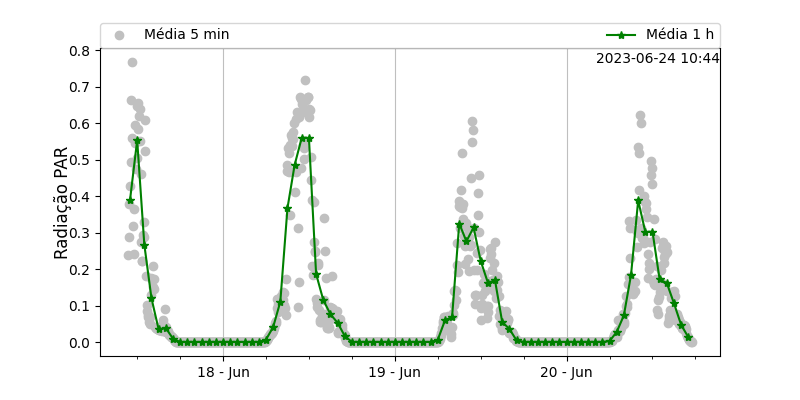 Média 5 min
Média 1 h
2023-06-24 10:44
Radiação PAR
0.8
0.7
0.6
0.5
0.4
0.3
0.2
0.1
0.0
18 - Jun
19 - Jun
20 - Jun